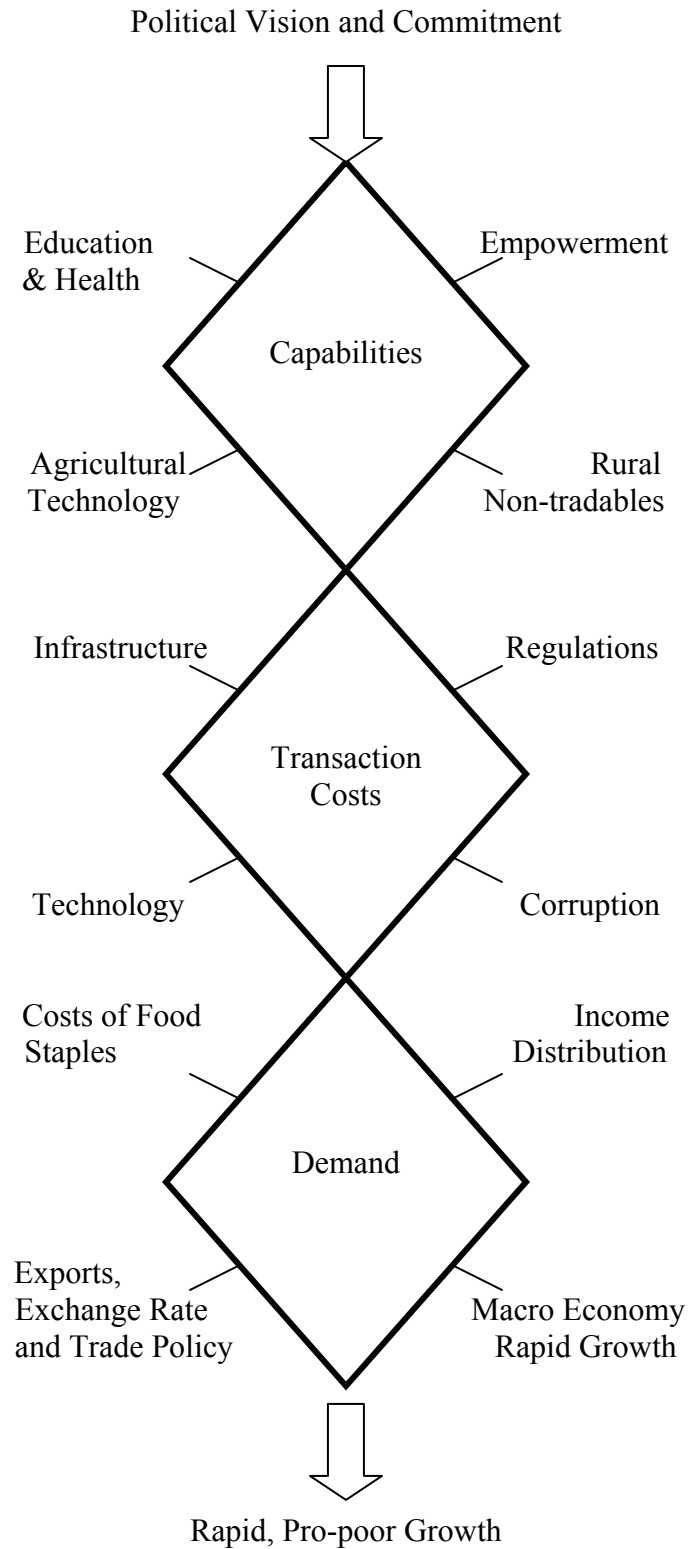 Political Vision and Commitment
Education
& Health
Empowerment
Capabilities
Agricultural
Technology
Rural
Non-tradables
Infrastructure
Regulations
Transaction
Costs
Technology
Corruption
Costs of Food
Staples
Income
Distribution
Demand
Exports,
Exchange Rate
and Trade Policy
Macro Economy
Rapid Growth
Rapid, Pro-poor Growth